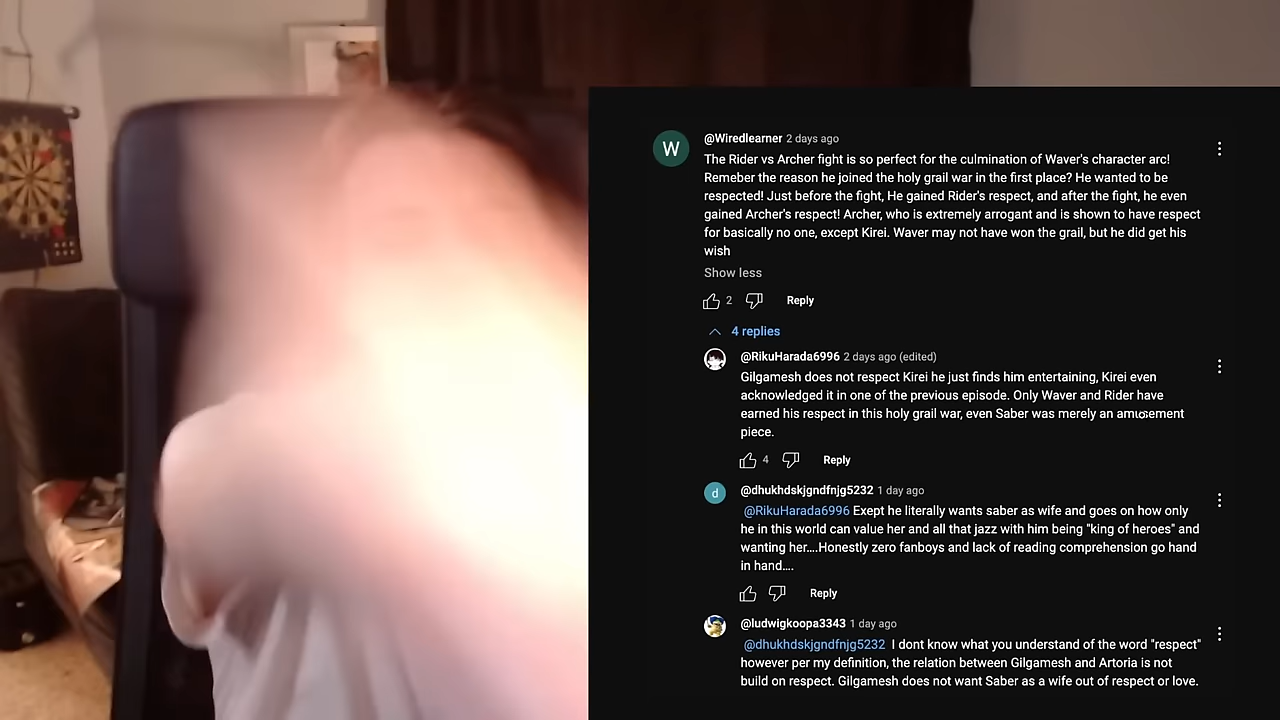 W
@Wiredlearner 2 days ago
The Rider vs Archer fight is so perfect for the culmination of Waver's character arc!
Remeber the reason he joined the holy grail war in the first place? He wanted to be
respected! Just before the fight, He gained Rider's respect, and after the fight, he even
gained Archer's respect! Archer, who is extremely arrogant and is shown to have respect
for basically no one, except Kirei. Waver may not have won the grail, but he did get his
wish
Show less
2 Reply
4 replies
@RikuHarada6996 2 days ago (edited)
Gilgamesh does not respect Kirei he just finds him entertaining, Kirei even
acknowledged it in one of the previous episode. Only Waver and Rider have
earned his respect in this holy grail war, even Saber was merely an amusement
piece.
4 Reply
d
@dhukhdskjgndfnjg5232 1 day ago
@RikuHarada6996 Exept he literally wants saber as wife and goes on how only
he in this world can value her and all that jazz with him being "king of heroes" and
wanting her....Honestly zero fanboys and lack of reading comprehension go hand
in hand....
Reply
@ludwigkoopa3343 1 day ago
@dhukhdskjgndfnjg5232 I dont know what you understand of the word "respect"
however per my definition, the relation between Gilgamesh and Artoria is not
build on respect. Gilgamesh does not want Saber as a wife out of respect or love.